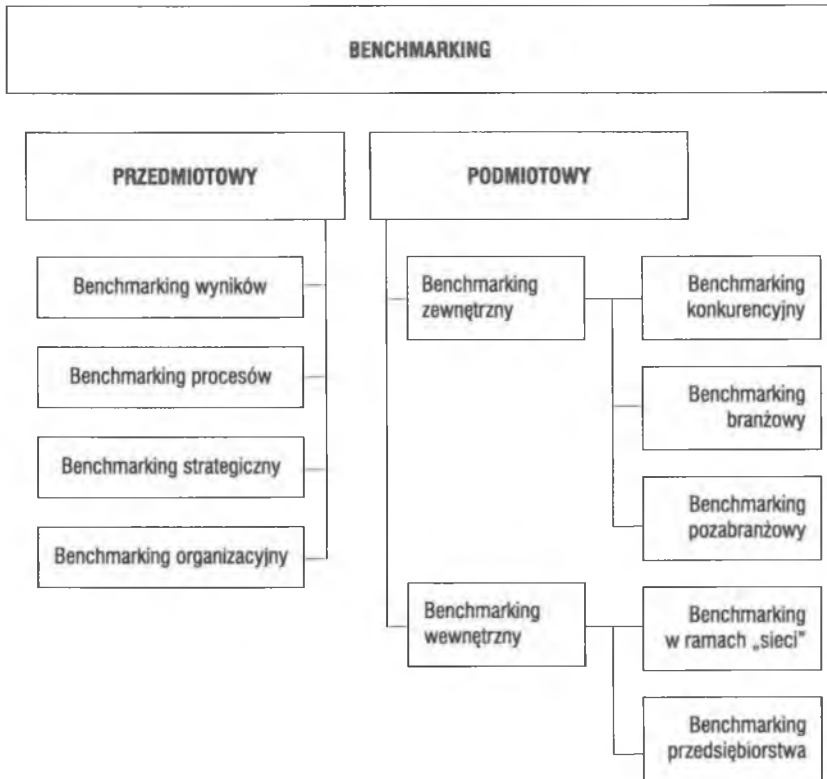 BENCHMARKING
PRZEDMIOTOWY
Benchmarking wyników
Benchmarking procesów
Benchmarking strategiczny
Benchmarking organizacyjny
PODMIOTOWY
Benchmarking
zewnętrzny
Benchmarking
konkurencyjny
Benchmarking
branżowy
Benchmarking
pozabranżowy
Benchmarking
wewnętrzny
Benchmarking
w ramach „sieci”
Benchmarking
przedsiębiorstwa